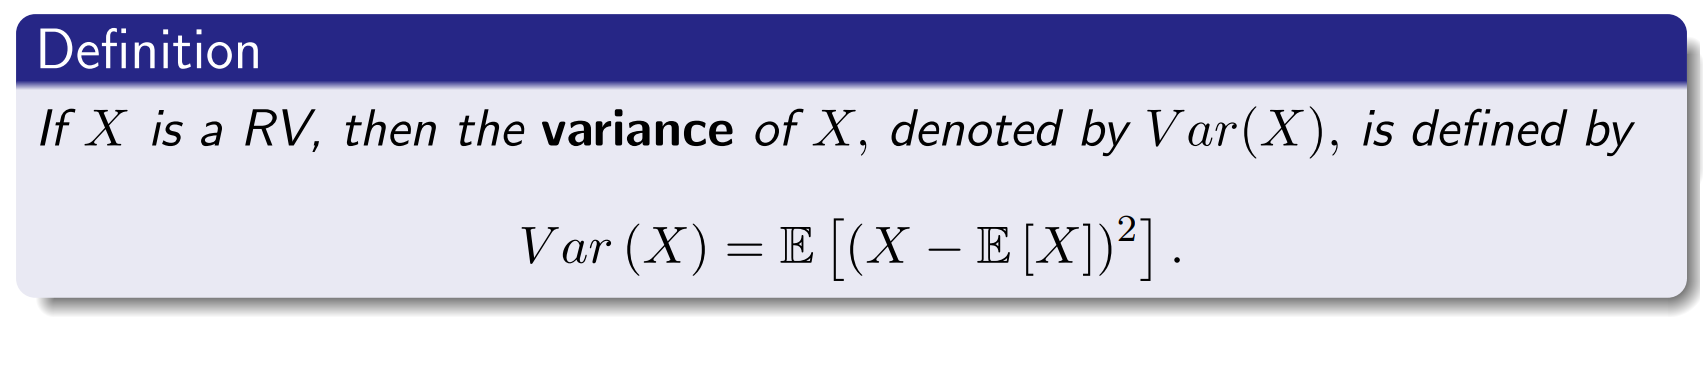 Definition
If X is a RV, then the variance of X, denoted by Var(X), is defined by
Var (X) = 𝔼 [(X − 𝔼 [X])²] .